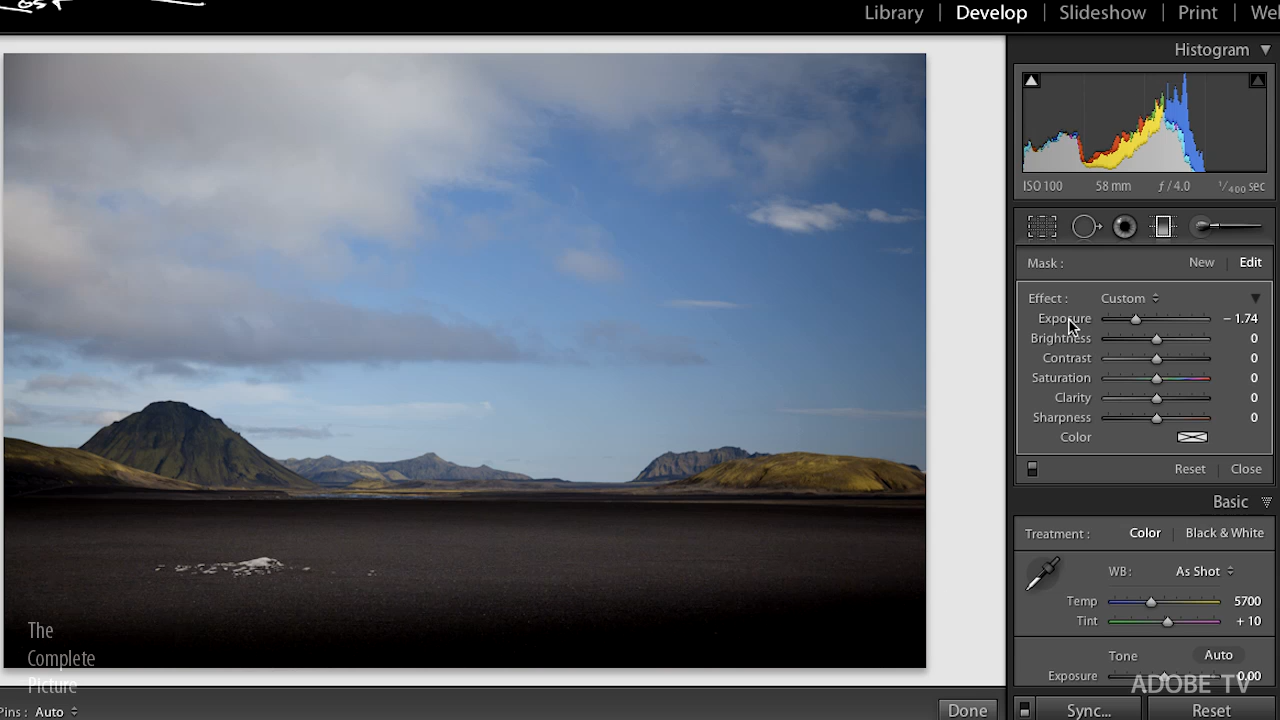 Library | Develop | Slideshow | Print | We
Histogram
ISO 100 58 mm ƒ / 4.0 1/400 sec
Mask : New | Edit
Effect : Custom
Exposure − 1.74
Brightness 0
Contrast 0
Saturation 0
Clarity 0
Sharpness 0
Color
Reset | Close
Basic
Treatment : Color | Black & White
WB : As Shot
Temp 5700
Tint + 10
Tone Auto
Exposure 0.00
The
Complete
Picture
ADOBE TV
Pins : Auto
Done
Sync...
Reset